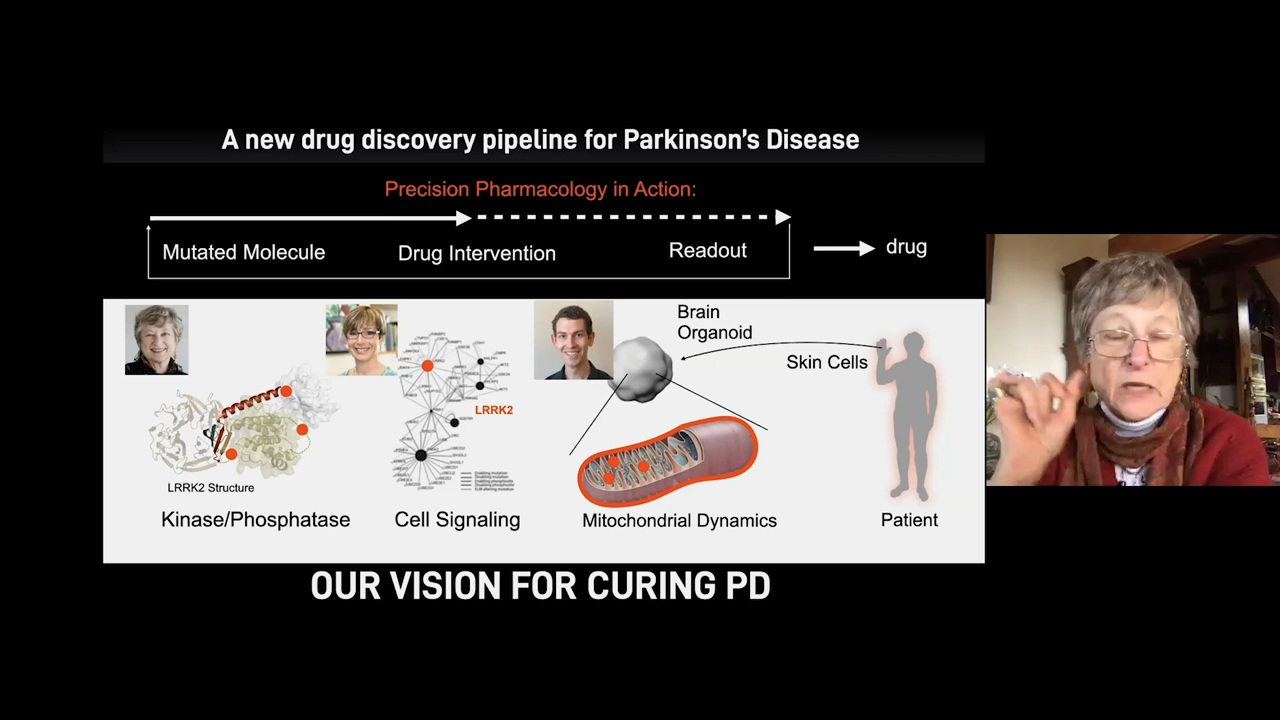 A new drug discovery pipeline for Parkinson's Disease
Precision Pharmacology in Action:
Mutated Molecule
Drug Intervention
Readout
drug
Brain
Organoid
Skin Cells
LRRK2
LRRK2 Structure
Kinase/Phosphatase
Cell Signaling
Mitochondrial Dynamics
Patient
OUR VISION FOR CURING PD